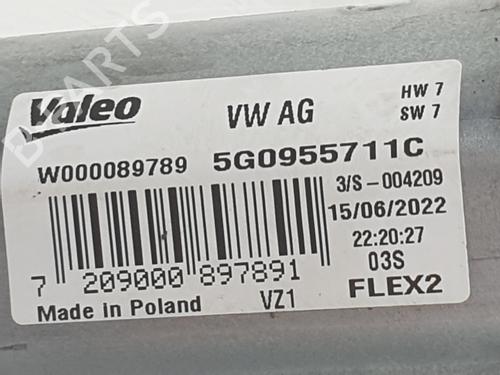 PARTS
Valeo VW AG HW 7
SW 7
W000089789 5G0955711C
3/S-004209
15/06/2022
22:20:27
03S
7 209000 897891
Made in Poland VZ1 FLEX2